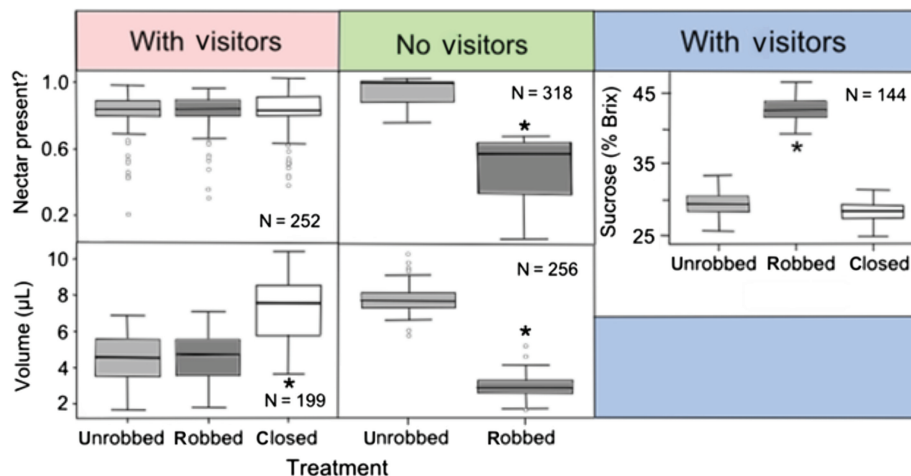 With visitors
No visitors
With visitors
Nectar present?
1.0
0.6
0.2
N = 252
N = 318
*
Sucrose (% Brix)
45
35
25
N = 144
*
Unrobbed Robbed Closed
Volume (µL)
10
8
6
4
2
*
N = 199
N = 256
*
Unrobbed Robbed Closed
Unrobbed Robbed
Treatment